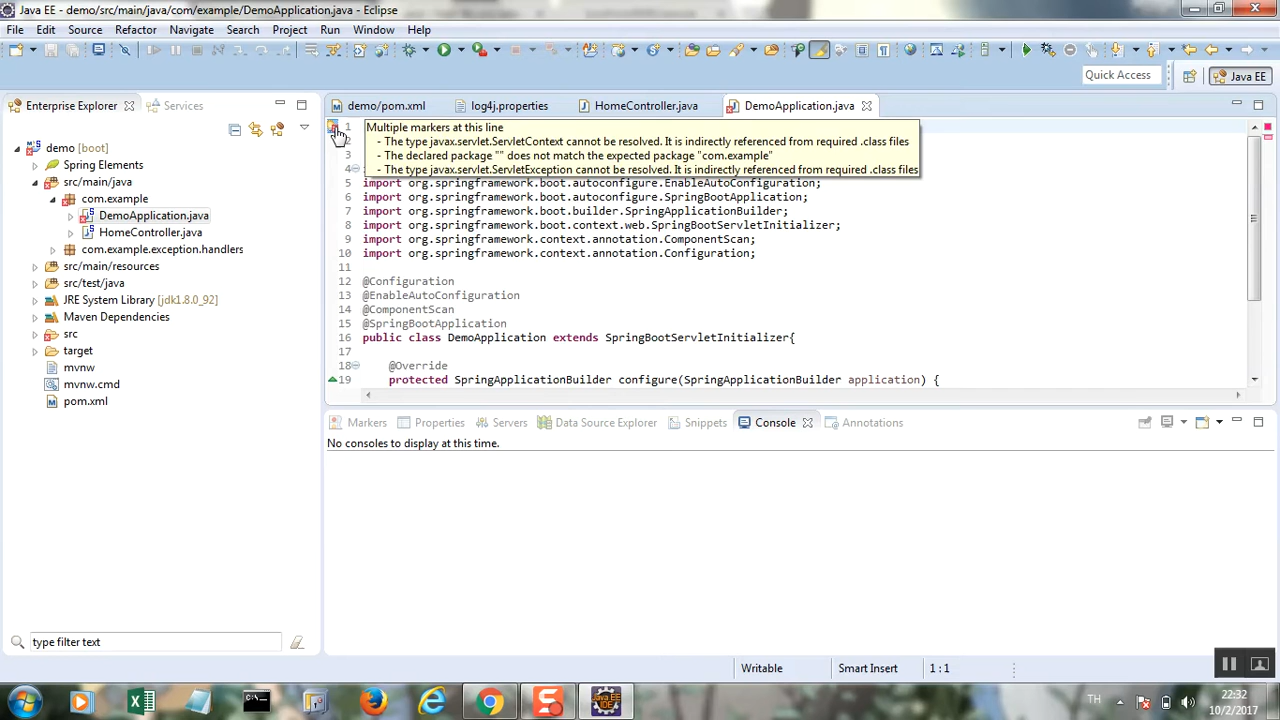 Java EE - demo/src/main/java/com/example/DemoApplication.java - Eclipse
File Edit Source Refactor Navigate Search Project Run Window Help
Quick Access
Java EE
Enterprise Explorer
Services
demo/pom.xml
log4j.properties
HomeController.java
DemoApplication.java
demo [boot]
Spring Elements
src/main/java
com.example
DemoApplication.java
HomeController.java
com.example.exception.handlers
src/main/resources
src/test/java
JRE System Library [jdk1.8.0_92]
Maven Dependencies
src
target
mvnw
mvnw.cmd
pom.xml
type filter text
1
Multiple markers at this line
- The type javax.servlet.ServletContext cannot be resolved. It is indirectly referenced from required .class files
- The declared package "" does not match the expected package "com.example"
- The type javax.servlet.ServletException cannot be resolved. It is indirectly referenced from required .class files
2
3
4
5 import org.springframework.boot.autoconfigure.EnableAutoConfiguration;
6 import org.springframework.boot.autoconfigure.SpringBootApplication;
7 import org.springframework.boot.builder.SpringApplicationBuilder;
8 import org.springframework.boot.context.web.SpringBootServletInitializer;
9 import org.springframework.context.annotation.ComponentScan;
10 import org.springframework.context.annotation.Configuration;
11
12 @Configuration
13 @EnableAutoConfiguration
14 @ComponentScan
15 @SpringBootApplication
16 public class DemoApplication extends SpringBootServletInitializer{
17
18 @Override
19 protected SpringApplicationBuilder configure(SpringApplicationBuilder application) {
Markers Properties Servers Data Source Explorer Snippets Console Annotations
No consoles to display at this time.
Writable Smart Insert 1 : 1
Java EE IDE
TH
22:32
10/2/2017